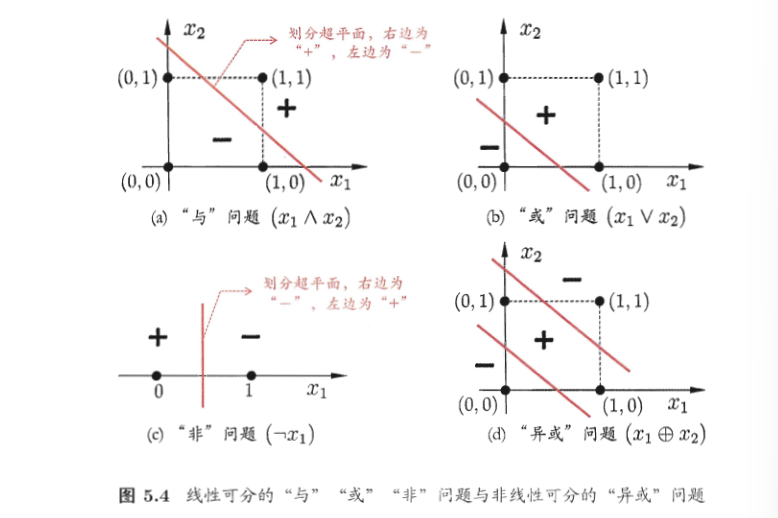 x₂
划分超平面，右边为
“+”，左边为“−”
(0,1)
(1,1)
+
−
(0,0)
(1,0)
x₁
(a) “与”问题 (x₁ ∧ x₂)
x₂
(0,1)
(1,1)
+
−
(0,0)
(1,0)
x₁
(b) “或”问题 (x₁ ∨ x₂)
划分超平面，右边为
“−”，左边为“+”
+
−
0
1
x₁
(c) “非”问题 (¬x₁)
x₂
−
(0,1)
(1,1)
+
−
(0,0)
(1,0)
x₁
(d) “异或”问题 (x₁ ⊕ x₂)
图 5.4 线性可分的“与”“或”“非”问题与非线性可分的“异或”问题